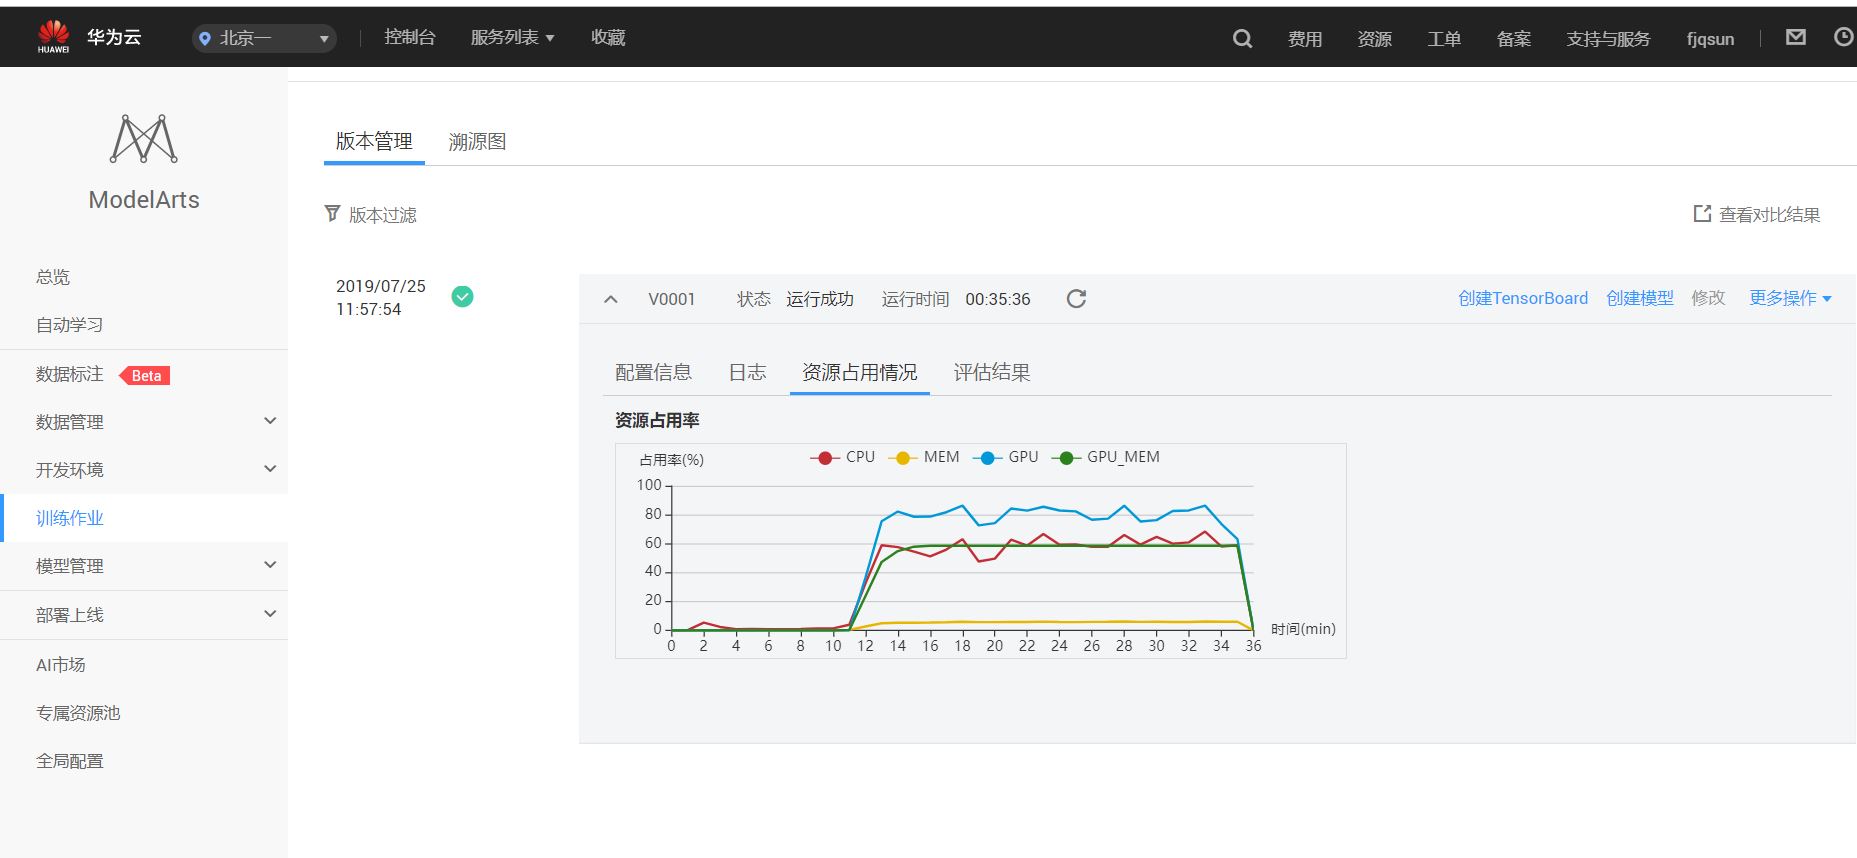 HUAWEI 华为云 北京一 控制台 服务列表 收藏 费用 资源 工单 备案 支持与服务 fjqsun
ModelArts
总览
自动学习
数据标注 Beta
数据管理
开发环境
训练作业
模型管理
部署上线
AI市场
专属资源池
全局配置
版本管理 溯源图
版本过滤 查看对比结果
2019/07/25
11:57:54
V0001 状态 运行成功 运行时间 00:35:36 创建TensorBoard 创建模型 修改 更多操作
配置信息 日志 资源占用情况 评估结果
资源占用率
占用率(%) CPU MEM GPU GPU_MEM
100
80
60
40
20
0 时间(min)
0 2 4 6 8 10 12 14 16 18 20 22 24 26 28 30 32 34 36